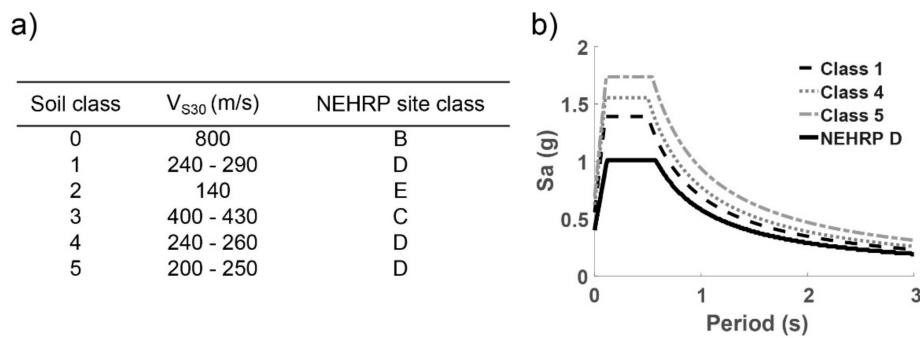 a)
Soil class V_S30 (m/s) NEHRP site class
0 800 B
1 240 - 290 D
2 140 E
3 400 - 430 C
4 240 - 260 D
5 200 - 250 D
b)
2
1.5
1
0.5
0
Sa (g)
Class 1
Class 4
Class 5
NEHRP D
0 1 2 3
Period (s)